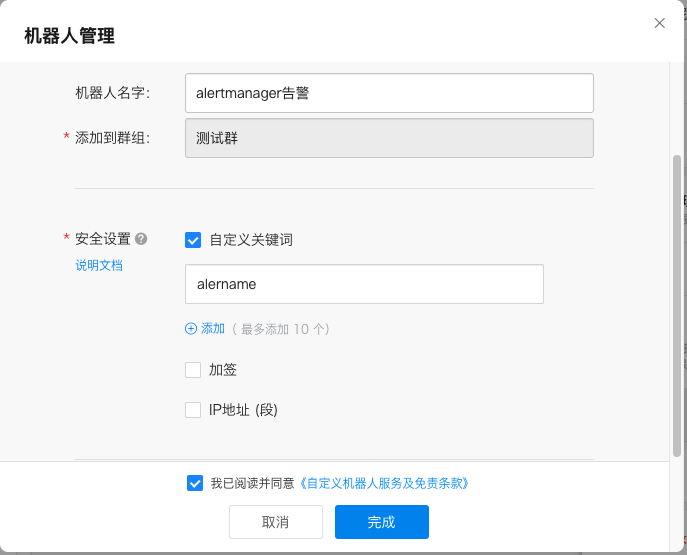 机器人管理
机器人名字:
alertmanager告警
* 添加到群组:
测试群
* 安全设置 ?
自定义关键词
说明文档
alername
添加 ( 最多添加 10 个)
加签
IP地址 (段)
我已阅读并同意《自定义机器人服务及免责条款》
取消
完成